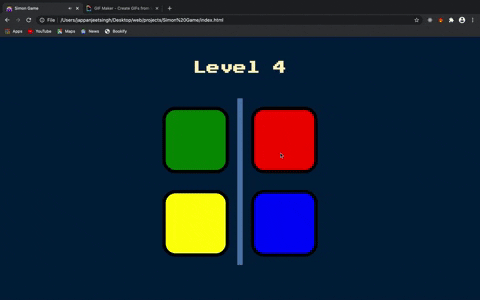 Simon Game
GIF Maker - Create GIFs from
File | /Users/japparjeetsingh/Desktop/web/projects/Simon%20Game/index.html
Apps YouTube Maps News Bookify
Level 4